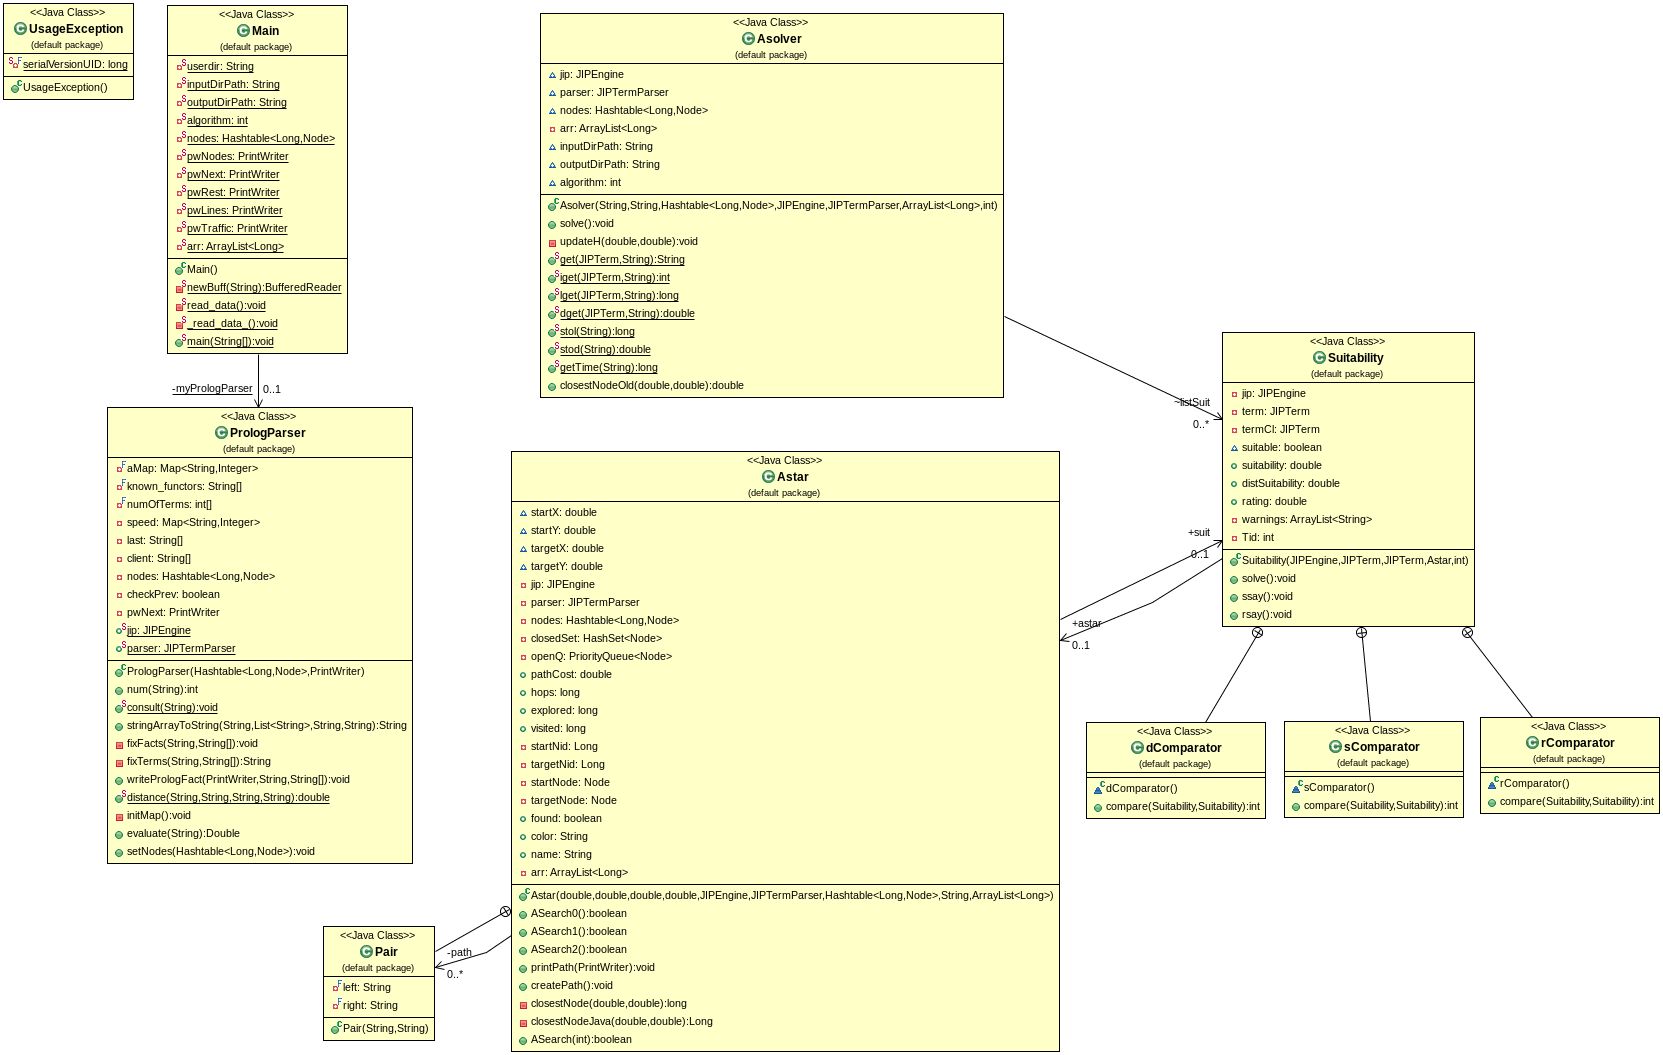 <<Java Class>>
UsageException
(default package)
serialVersionUID: long
UsageException()
<<Java Class>>
Main
(default package)
userdir: String
inputDirPath: String
outputDirPath: String
algorithm: int
nodes: Hashtable<Long,Node>
pwNodes: PrintWriter
pwNext: PrintWriter
pwRest: PrintWriter
pwLines: PrintWriter
pwTraffic: PrintWriter
arr: ArrayList<Long>
Main()
newBuff(String):BufferedReader
read_data():void
_read_data_():void
main(String[]):void
-myPrologParser
0..1
<<Java Class>>
PrologParser
(default package)
aMap: Map<String,Integer>
known_functors: String[]
numOfTerms: int[]
speed: Map<String,Integer>
last: String[]
client: String[]
nodes: Hashtable<Long,Node>
checkPrev: boolean
pwNext: PrintWriter
jip: JIPEngine
parser: JIPTermParser
PrologParser(Hashtable<Long,Node>,PrintWriter)
num(String):int
consult(String):void
stringArrayToString(String,List<String>,String,String):String
fixFacts(String,String[]):void
fixTerms(String,String[]):String
writePrologFact(PrintWriter,String,String[]):void
distance(String,String,String,String):double
initMap():void
evaluate(String):Double
setNodes(Hashtable<Long,Node>):void
<<Java Class>>
Asolver
(default package)
jip: JIPEngine
parser: JIPTermParser
nodes: Hashtable<Long,Node>
arr: ArrayList<Long>
inputDirPath: String
outputDirPath: String
algorithm: int
Asolver(String,String,Hashtable<Long,Node>,JIPEngine,JIPTermParser,ArrayList<Long>,int)
solve():void
updateH(double,double):void
get(JIPTerm,String):String
iget(JIPTerm,String):int
lget(JIPTerm,String):long
dget(JIPTerm,String):double
stol(String):long
stod(String):double
getTime(String):long
closestNodeOld(double,double):double
~listSuit
0..*
<<Java Class>>
Suitability
(default package)
jip: JIPEngine
term: JIPTerm
termCl: JIPTerm
suitable: boolean
suitability: double
distSuitability: double
rating: double
warnings: ArrayList<String>
Tid: int
Suitability(JIPEngine,JIPTerm,JIPTerm,Astar,int)
solve():void
ssay():void
rsay():void
+suit
0..1
+astar
0..1
<<Java Class>>
Astar
(default package)
startX: double
startY: double
targetX: double
targetY: double
jip: JIPEngine
parser: JIPTermParser
nodes: Hashtable<Long,Node>
closedSet: HashSet<Node>
openQ: PriorityQueue<Node>
pathCost: double
hops: long
explored: long
visited: long
startNid: Long
targetNid: Long
startNode: Node
targetNode: Node
found: boolean
color: String
name: String
arr: ArrayList<Long>
Astar(double,double,double,double,JIPEngine,JIPTermParser,Hashtable<Long,Node>,String,ArrayList<Long>)
ASearch0():boolean
ASearch1():boolean
ASearch2():boolean
printPath(PrintWriter):void
createPath():void
closestNode(double,double):long
closestNodeJava(double,double):Long
ASearch(int):boolean
-path
0..*
<<Java Class>>
Pair
(default package)
left: String
right: String
Pair(String,String)
<<Java Class>>
dComparator
(default package)
dComparator()
compare(Suitability,Suitability):int
<<Java Class>>
sComparator
(default package)
sComparator()
compare(Suitability,Suitability):int
<<Java Class>>
rComparator
(default package)
rComparator()
compare(Suitability,Suitability):int